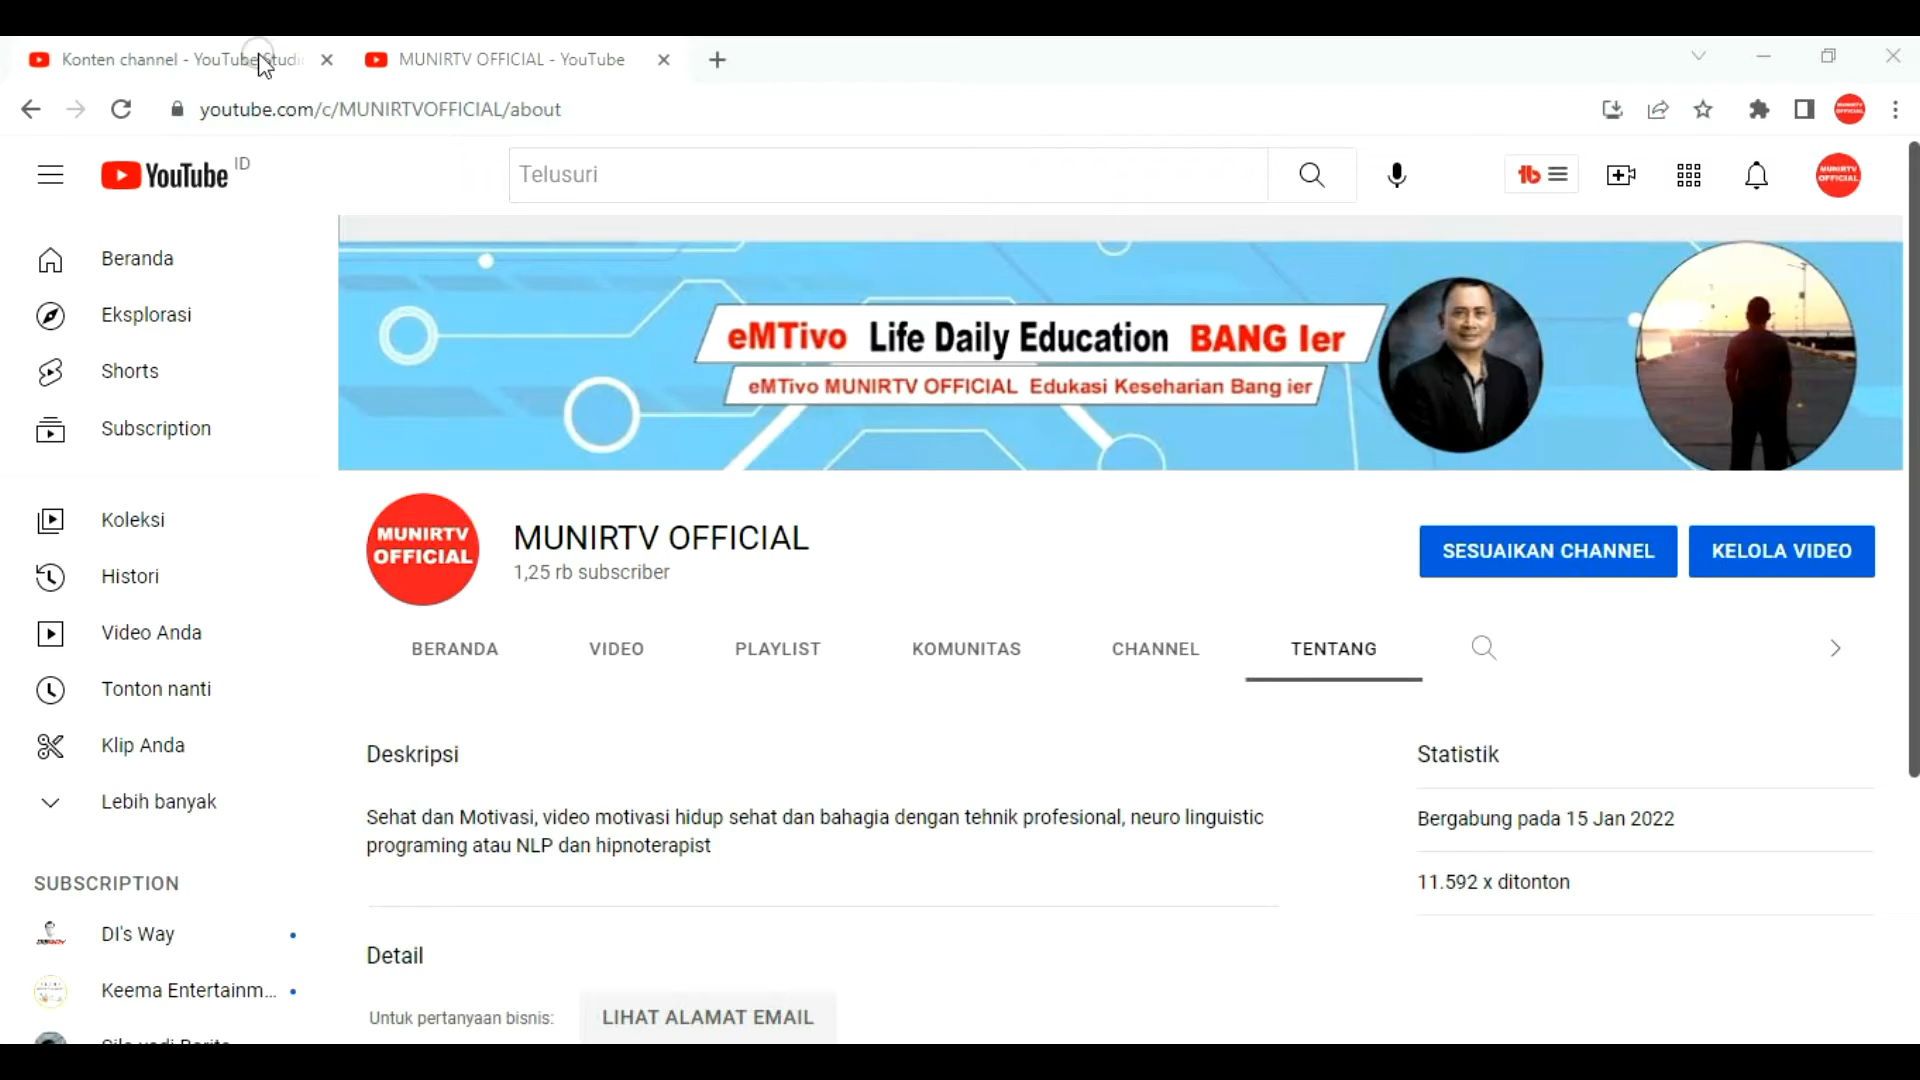 Konten channel - YouTube Studio
MUNIRTV OFFICIAL - YouTube
youtube.com/c/MUNIRTVOFFICIAL/about
YouTube ID
Telusuri
Beranda
Eksplorasi
Shorts
Subscription
Koleksi
Histori
Video Anda
Tonton nanti
Klip Anda
Lebih banyak
SUBSCRIPTION
DI's Way
Keema Entertainm...
eMTivo Life Daily Education BANG Ier
eMTivo MUNIRTV OFFICIAL Edukasi Keseharian Bang ier
MUNIRTV
OFFICIAL
MUNIRTV OFFICIAL
1,25 rb subscriber
SESUAIKAN CHANNEL
KELOLA VIDEO
BERANDA VIDEO PLAYLIST KOMUNITAS CHANNEL TENTANG
Deskripsi
Sehat dan Motivasi, video motivasi hidup sehat dan bahagia dengan tehnik profesional, neuro linguistic
programing atau NLP dan hipnoterapist
Detail
Untuk pertanyaan bisnis:
LIHAT ALAMAT EMAIL
Statistik
Bergabung pada 15 Jan 2022
11.592 x ditonton